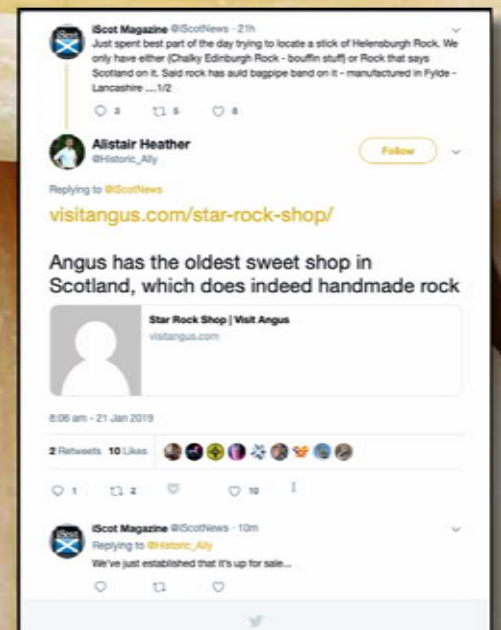 iScot Magazine @iScotNews · 21h
Just spent best part of the day trying to locate a stick of Helensburgh Rock. We
only have either (Chalky Edinburgh Rock - bouffin stuff) or Rock that says
Scotland on it. Said rock has auld bagpipe band on it - manufactured in Fylde -
Lancashire ....1/2
3 5 8
Alistair Heather
@Historic_Ally
Follow
Replying to @iScotNews
visitangus.com/star-rock-shop/
Angus has the oldest sweet shop in
Scotland, which does indeed handmade rock
Star Rock Shop | Visit Angus
visitangus.com
8:06 am - 21 Jan 2019
2 Retweets 10 Likes
1 2 10
iScot Magazine @iScotNews · 10m
Replying to @Historic_Ally
We've just established that it's up for sale...